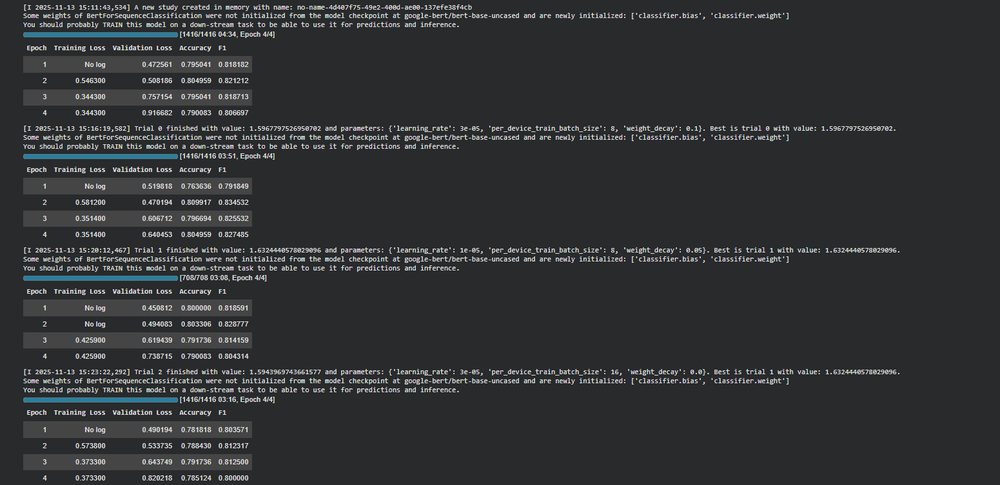 [I 2025-11-13 15:11:43,534] A new study created in memory with name: no-name-4d407f75-49e2-400d-ae00-137efe38f4cb
Some weights of BertForSequenceClassification were not initialized from the model checkpoint at google-bert/bert-base-uncased and are newly initialized: ['classifier.bias', 'classifier.weight']
You should probably TRAIN this model on a down-stream task to be able to use it for predictions and inference.
[1416/1416 04:34, Epoch 4/4]
Epoch Training Loss Validation Loss Accuracy F1
1 No log 0.472561 0.795041 0.818182
2 0.546300 0.508186 0.804959 0.821212
3 0.344300 0.757154 0.795041 0.818713
4 0.344300 0.916682 0.790083 0.806697
[I 2025-11-13 15:16:19,582] Trial 0 finished with value: 1.5967797526950702 and parameters: {'learning_rate': 3e-05, 'per_device_train_batch_size': 8, 'weight_decay': 0.1}. Best is trial 0 with value: 1.5967797526950702.
Some weights of BertForSequenceClassification were not initialized from the model checkpoint at google-bert/bert-base-uncased and are newly initialized: ['classifier.bias', 'classifier.weight']
You should probably TRAIN this model on a down-stream task to be able to use it for predictions and inference.
[1416/1416 03:51, Epoch 4/4]
Epoch Training Loss Validation Loss Accuracy F1
1 No log 0.519818 0.763636 0.791849
2 0.581200 0.470194 0.809917 0.834532
3 0.351400 0.606712 0.796694 0.825532
4 0.351400 0.640453 0.804959 0.827485
[I 2025-11-13 15:20:12,467] Trial 1 finished with value: 1.6324440578029096 and parameters: {'learning_rate': 1e-05, 'per_device_train_batch_size': 8, 'weight_decay': 0.05}. Best is trial 1 with value: 1.6324440578029096.
Some weights of BertForSequenceClassification were not initialized from the model checkpoint at google-bert/bert-base-uncased and are newly initialized: ['classifier.bias', 'classifier.weight']
You should probably TRAIN this model on a down-stream task to be able to use it for predictions and inference.
[708/708 03:08, Epoch 4/4]
Epoch Training Loss Validation Loss Accuracy F1
1 No log 0.450812 0.800000 0.818591
2 No log 0.494083 0.803306 0.828777
3 0.425900 0.619439 0.791736 0.814159
4 0.425900 0.738715 0.790083 0.804314
[I 2025-11-13 15:23:22,292] Trial 2 finished with value: 1.5943969743661577 and parameters: {'learning_rate': 3e-05, 'per_device_train_batch_size': 16, 'weight_decay': 0.0}. Best is trial 1 with value: 1.6324440578029096.
Some weights of BertForSequenceClassification were not initialized from the model checkpoint at google-bert/bert-base-uncased and are newly initialized: ['classifier.bias', 'classifier.weight']
You should probably TRAIN this model on a down-stream task to be able to use it for predictions and inference.
[1416/1416 03:16, Epoch 4/4]
Epoch Training Loss Validation Loss Accuracy F1
1 No log 0.490194 0.781818 0.803571
2 0.573800 0.533735 0.788430 0.812317
3 0.373300 0.643749 0.791736 0.812500
4 0.373300 0.820218 0.785124 0.800000